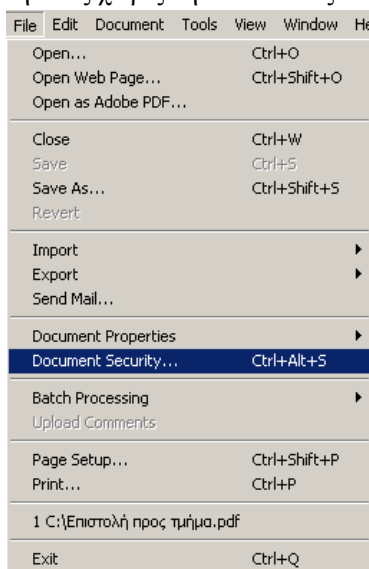 File Edit Document Tools View Window He
Open... Ctrl+O
Open Web Page... Ctrl+Shift+O
Open as Adobe PDF...
Close Ctrl+W
Save Ctrl+S
Save As... Ctrl+Shift+S
Revert
Import
Export
Send Mail...
Document Properties
Document Security... Ctrl+Alt+S
Batch Processing
Upload Comments
Page Setup... Ctrl+Shift+P
Print... Ctrl+P
1 C:\Επιστολή προς τμήμα.pdf
Exit Ctrl+Q